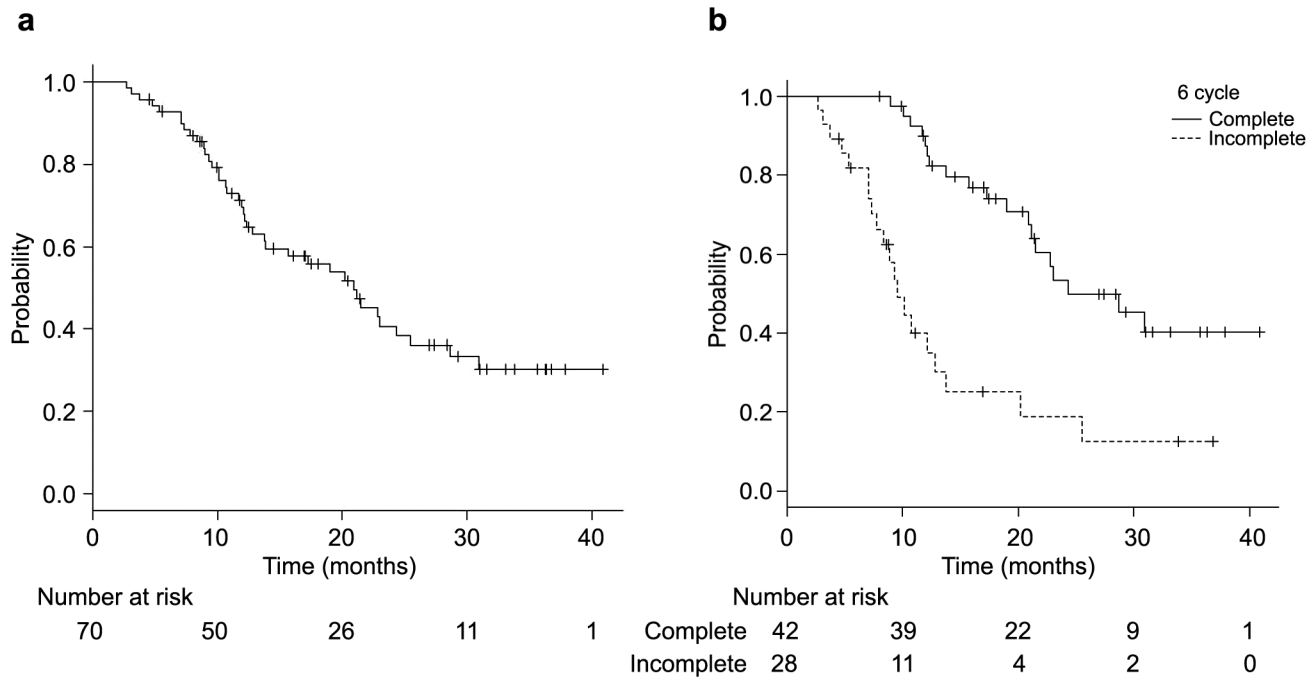 a
1.0
0.8
0.6
0.4
0.2
0.0
Probability
0 10 20 30 40
Time (months)
Number at risk
70 50 26 11 1
b
6 cycle
Complete
Incomplete
1.0
0.8
0.6
0.4
0.2
0.0
Probability
0 10 20 30 40
Time (months)
Number at risk
Complete 42 39 22 9 1
Incomplete 28 11 4 2 0